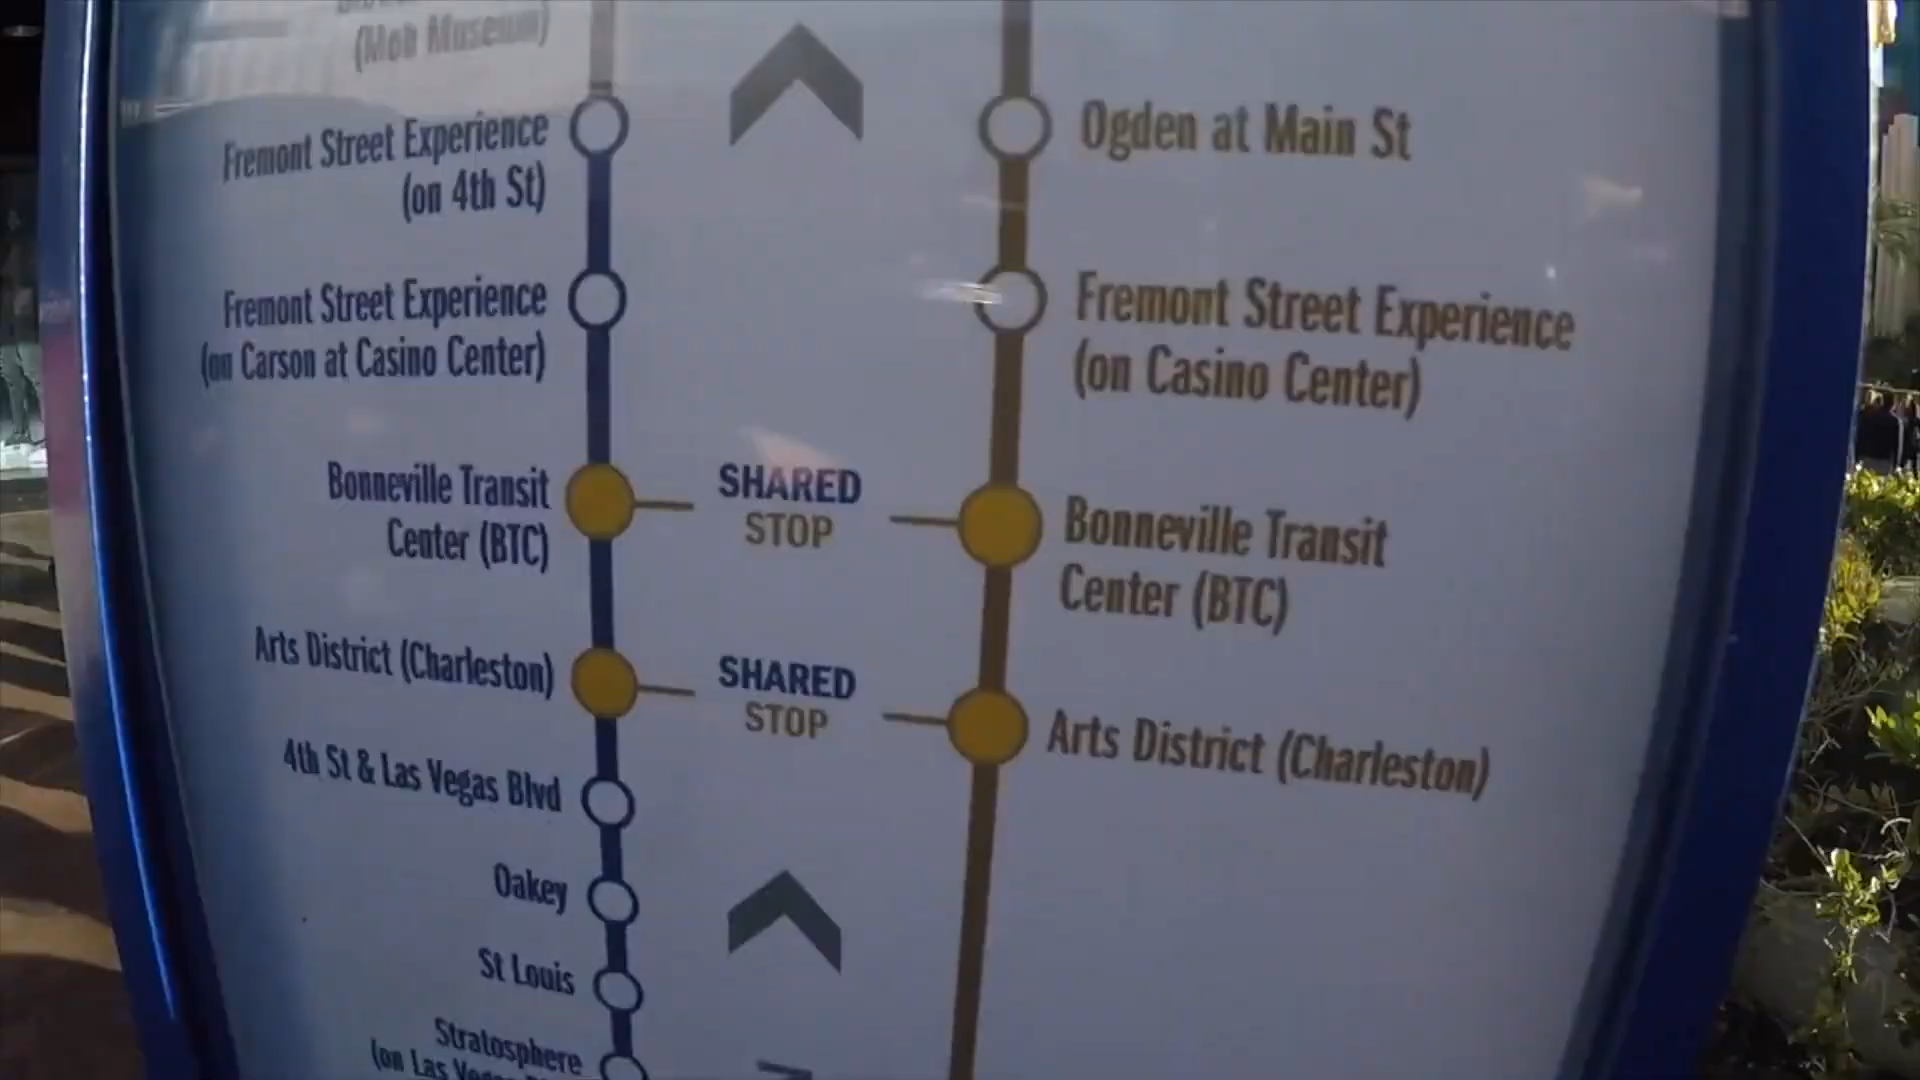 (Mob Museum)
Fremont Street Experience
(on 4th St)
Fremont Street Experience
(on Carson at Casino Center)
Bonneville Transit
Center (BTC)
Arts District (Charleston)
4th St & Las Vegas Blvd
Oakey
St Louis
Stratosphere
(on Las Vegas
SHARED
STOP
SHARED
STOP
Ogden at Main St
Fremont Street Experience
(on Casino Center)
Bonneville Transit
Center (BTC)
Arts District (Charleston)